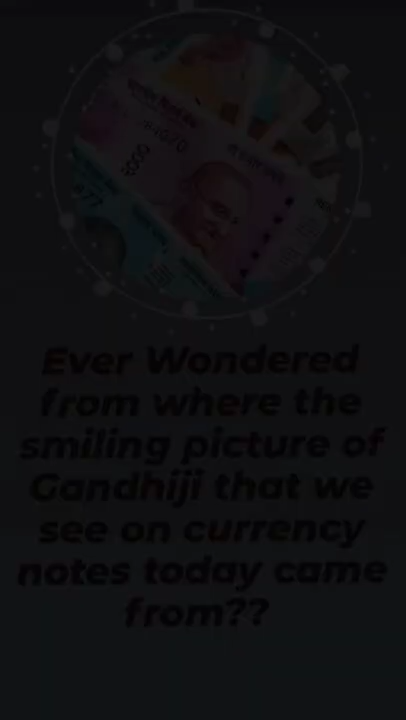 Ever Wondered
from where the
smiling picture of
Gandhiji that we
see on currency
notes today came
from??